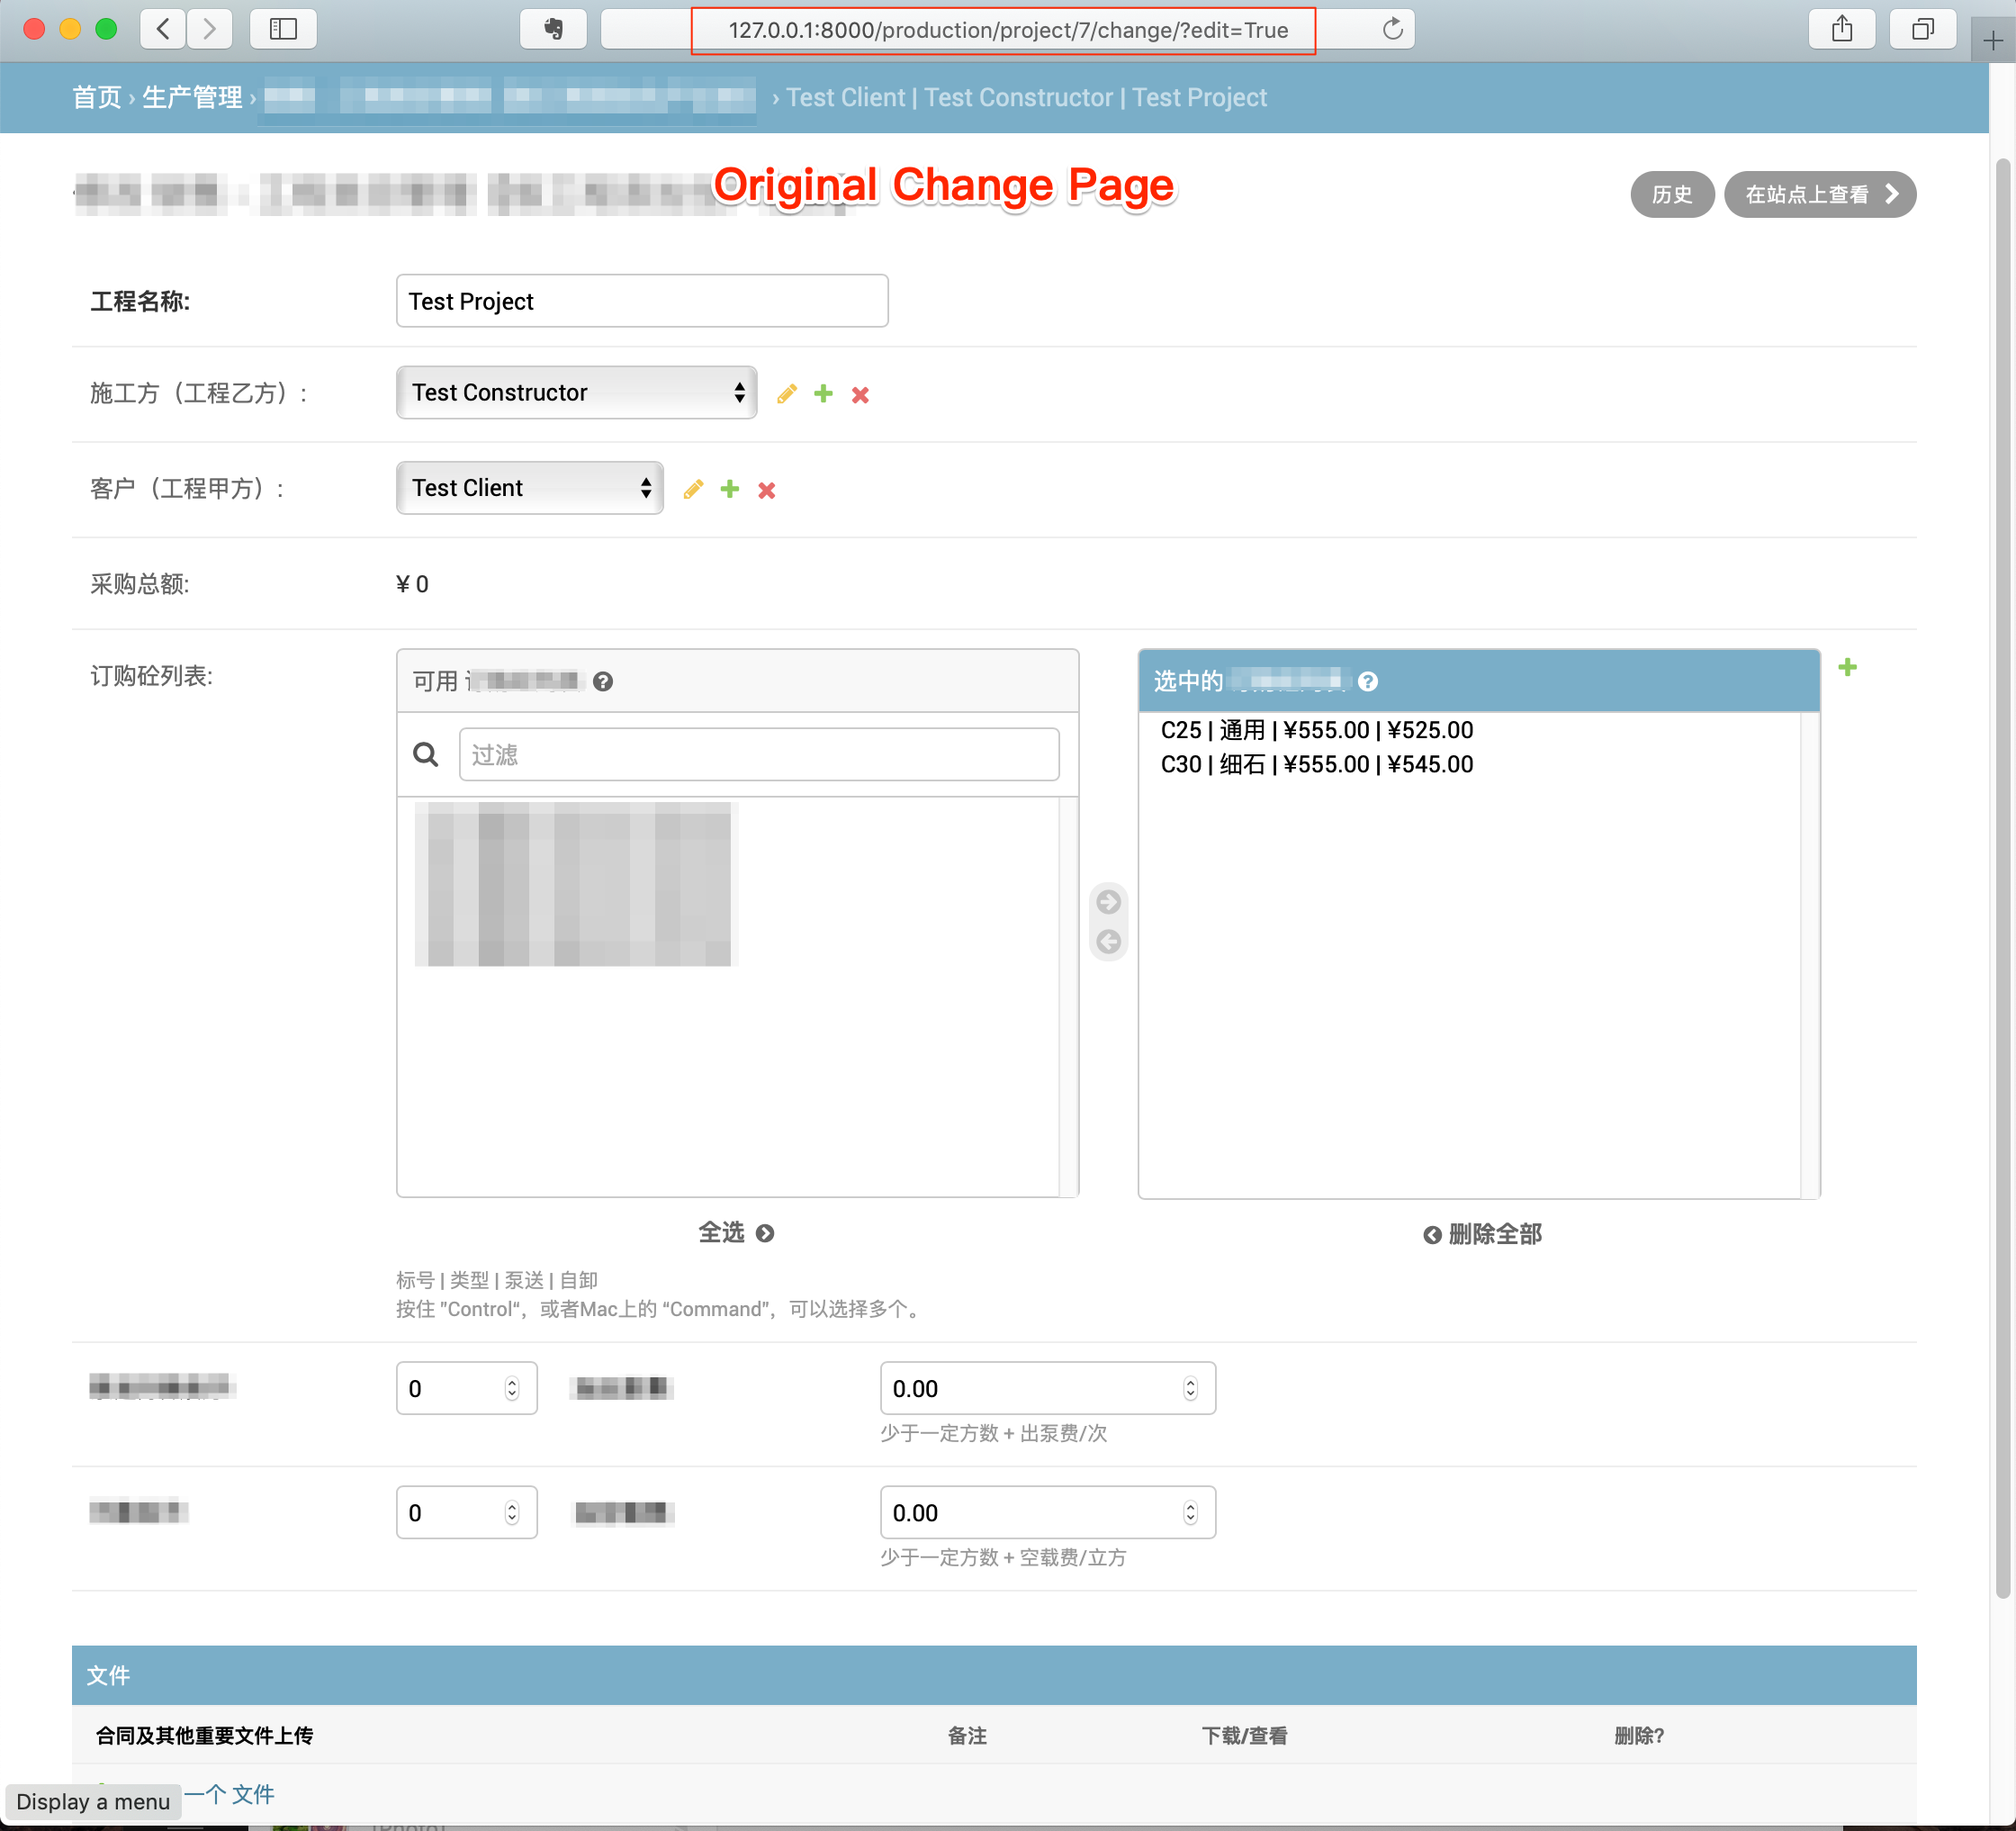 127.0.0.1:8000/production/project/7/change/?edit=True
首页 › 生产管理 ›
› Test Client | Test Constructor | Test Project
Original Change Page
历史
在站点上查看
工程名称:
Test Project
施工方（工程乙方）:
Test Constructor
客户（工程甲方）:
Test Client
采购总额:
¥ 0
订购砼列表:
可用
选中的
过滤
C25 | 通用 | ¥555.00 | ¥525.00
C30 | 细石 | ¥555.00 | ¥545.00
全选
删除全部
标号 | 类型 | 泵送 | 自卸
按住 "Control“，或者Mac上的 “Command”，可以选择多个。
0
0.00
少于一定方数 + 出泵费/次
0
0.00
少于一定方数 + 空载费/立方
文件
合同及其他重要文件上传
备注
下载/查看
删除?
一个 文件
Display a menu